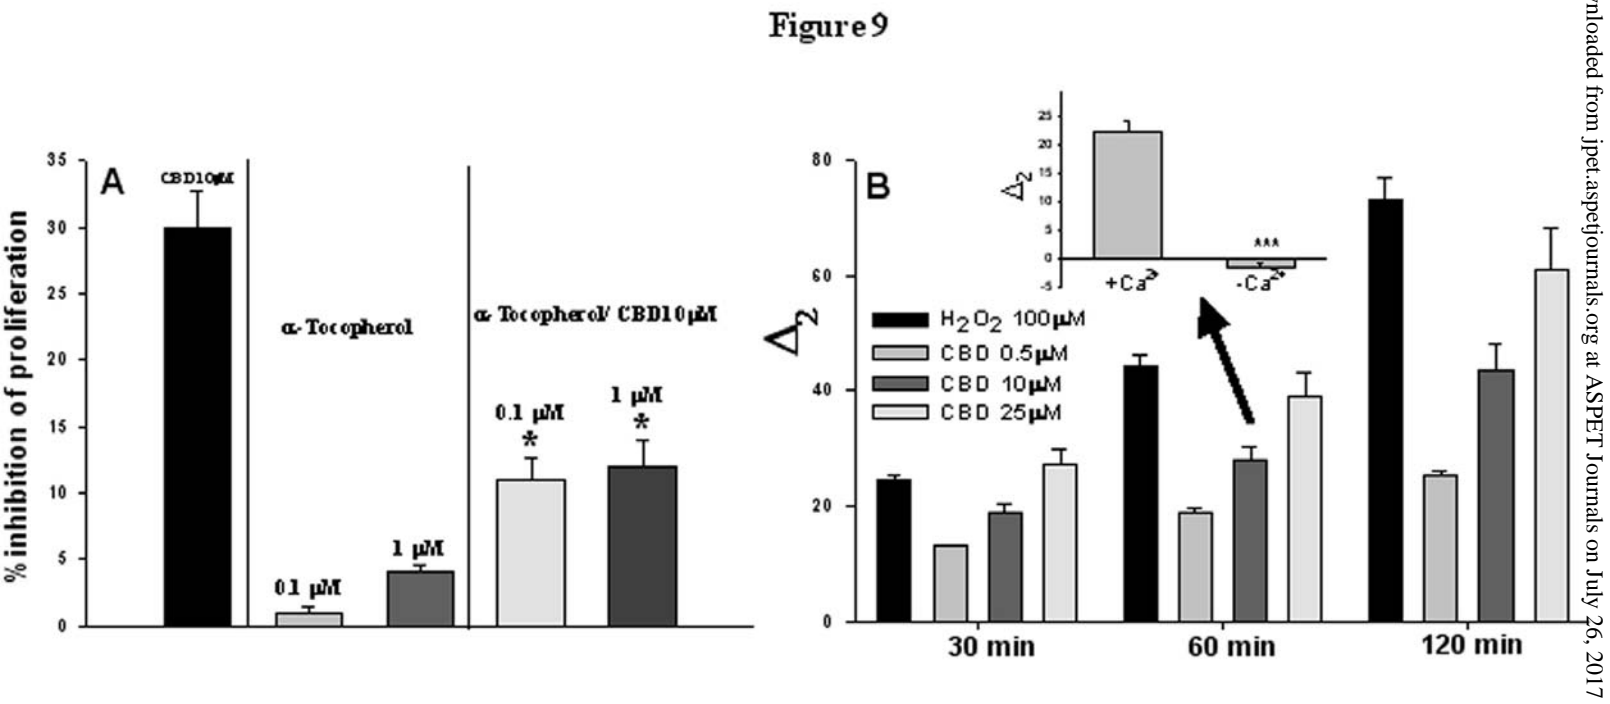 Figure 9
A
% inhibition of proliferation
35
30
25
20
15
10
5
0
CBD10µM
α-Tocopherol
0.1 µM
1 µM
α-Tocopherol/ CBD10µM
0.1 µM
*
1 µM
*
B
Δ2
80
60
40
20
0
H2O2 100µM
CBD 0.5µM
CBD 10µM
CBD 25µM
30 min
60 min
120 min
Δ2
25
20
15
10
5
0
-5
***
+Ca2+
-Ca2+
wnloaded from jpet.aspetjournals.org at ASPET Journals on July 26, 2017